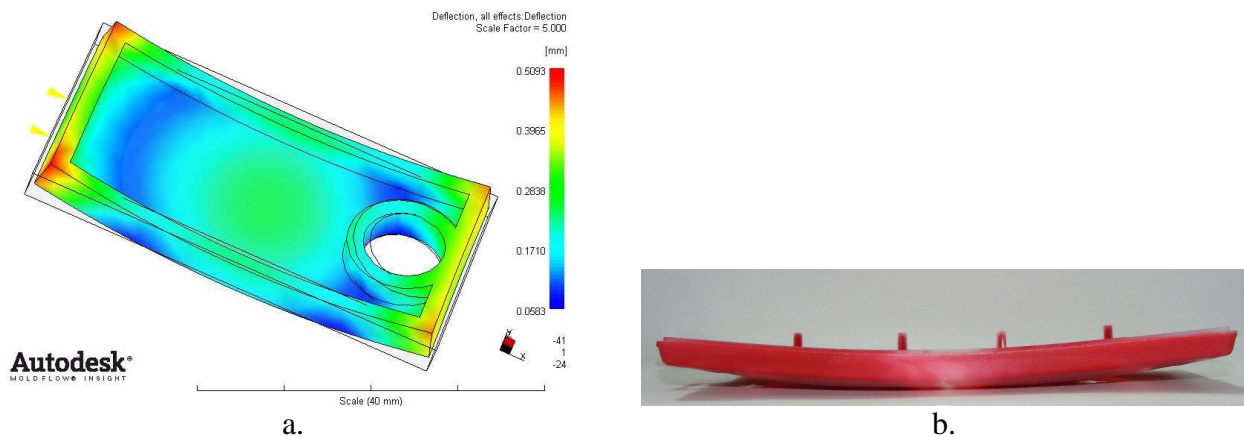 Deflection, all effects:Deflection
Scale Factor = 5.000
[mm]
0.5093
0.3965
0.2838
0.1710
0.0583
-41
1
-24
Autodesk®
MOLDFLOW® INSIGHT
Scale (40 mm)
a.
b.